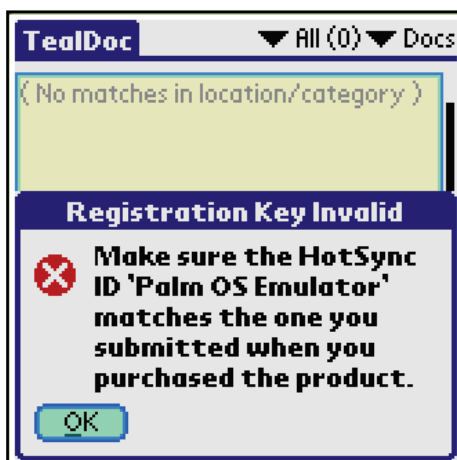 TealDoc All (0) Docs
( No matches in location/category )
Registration Key Invalid
Make sure the HotSync
ID 'Palm OS Emulator'
matches the one you
submitted when you
purchased the product.
OK